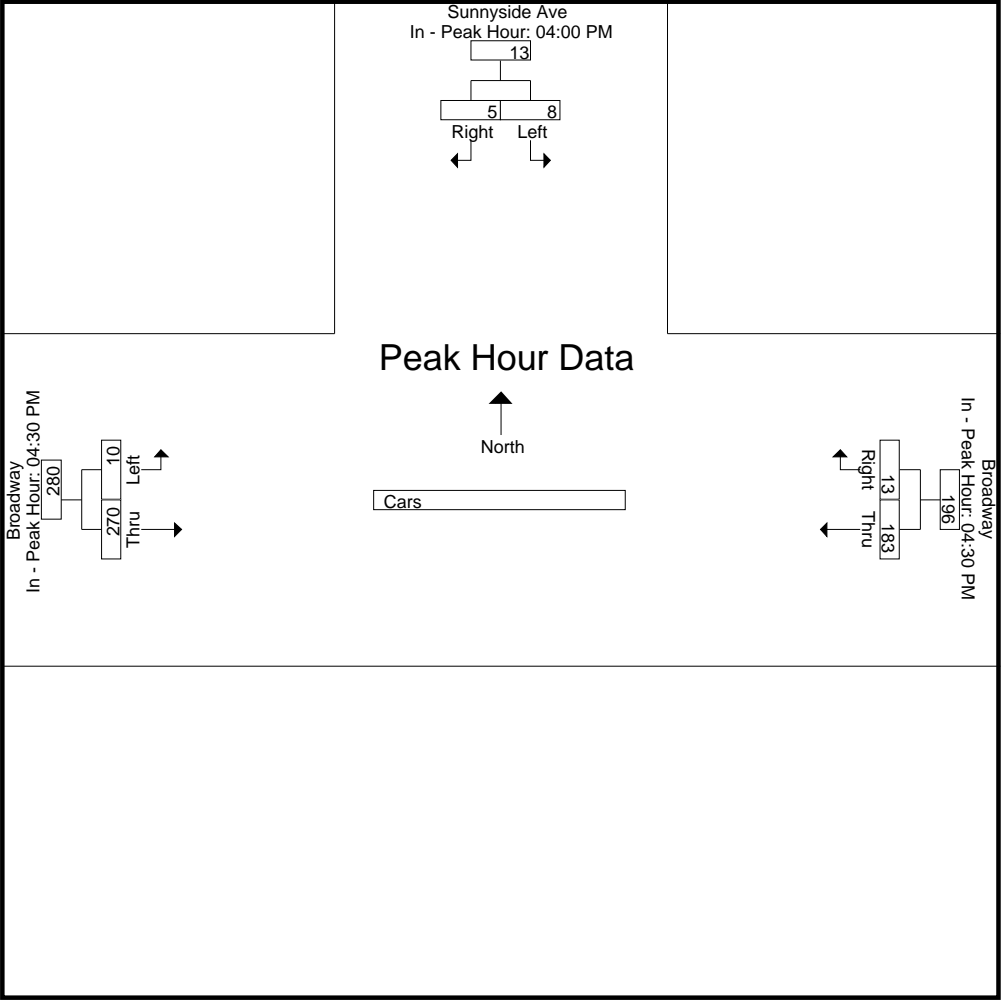 Sunnyside Ave
In - Peak Hour: 04:00 PM
13
5 8
Right Left
Peak Hour Data
North
Cars
Broadway
In - Peak Hour: 04:30 PM
280
10 270
Left Thru
Broadway
In - Peak Hour: 04:30 PM
196
13 183
Right Thru